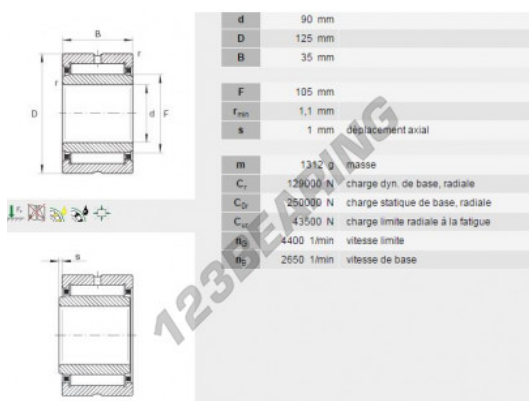 B
r
r
D
d
F
s
d 90 mm
D 125 mm
B 35 mm
F 105 mm
rmin 1,1 mm
s 1 mm déplacement axial
m 1312 g masse
Cr 129000 N charge dyn. de base, radiale
C0r 250000 N charge statique de base, radiale
Cur 43500 N charge limite radiale à la fatigue
nG 4400 1/min vitesse limite
nB 2650 1/min vitesse de base
123BEARING